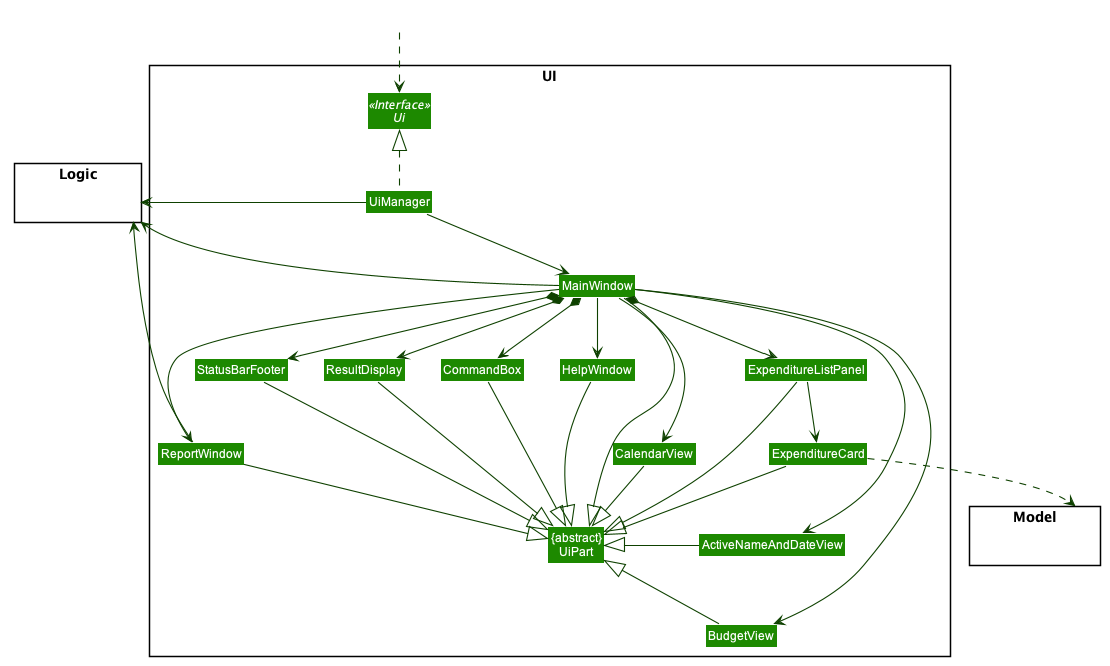 UI
«Interface»
Ui
Logic
UiManager
MainWindow
StatusBarFooter
ResultDisplay
CommandBox
HelpWindow
ExpenditureListPanel
ReportWindow
CalendarView
ExpenditureCard
Model
{abstract}
UiPart
ActiveNameAndDateView
BudgetView